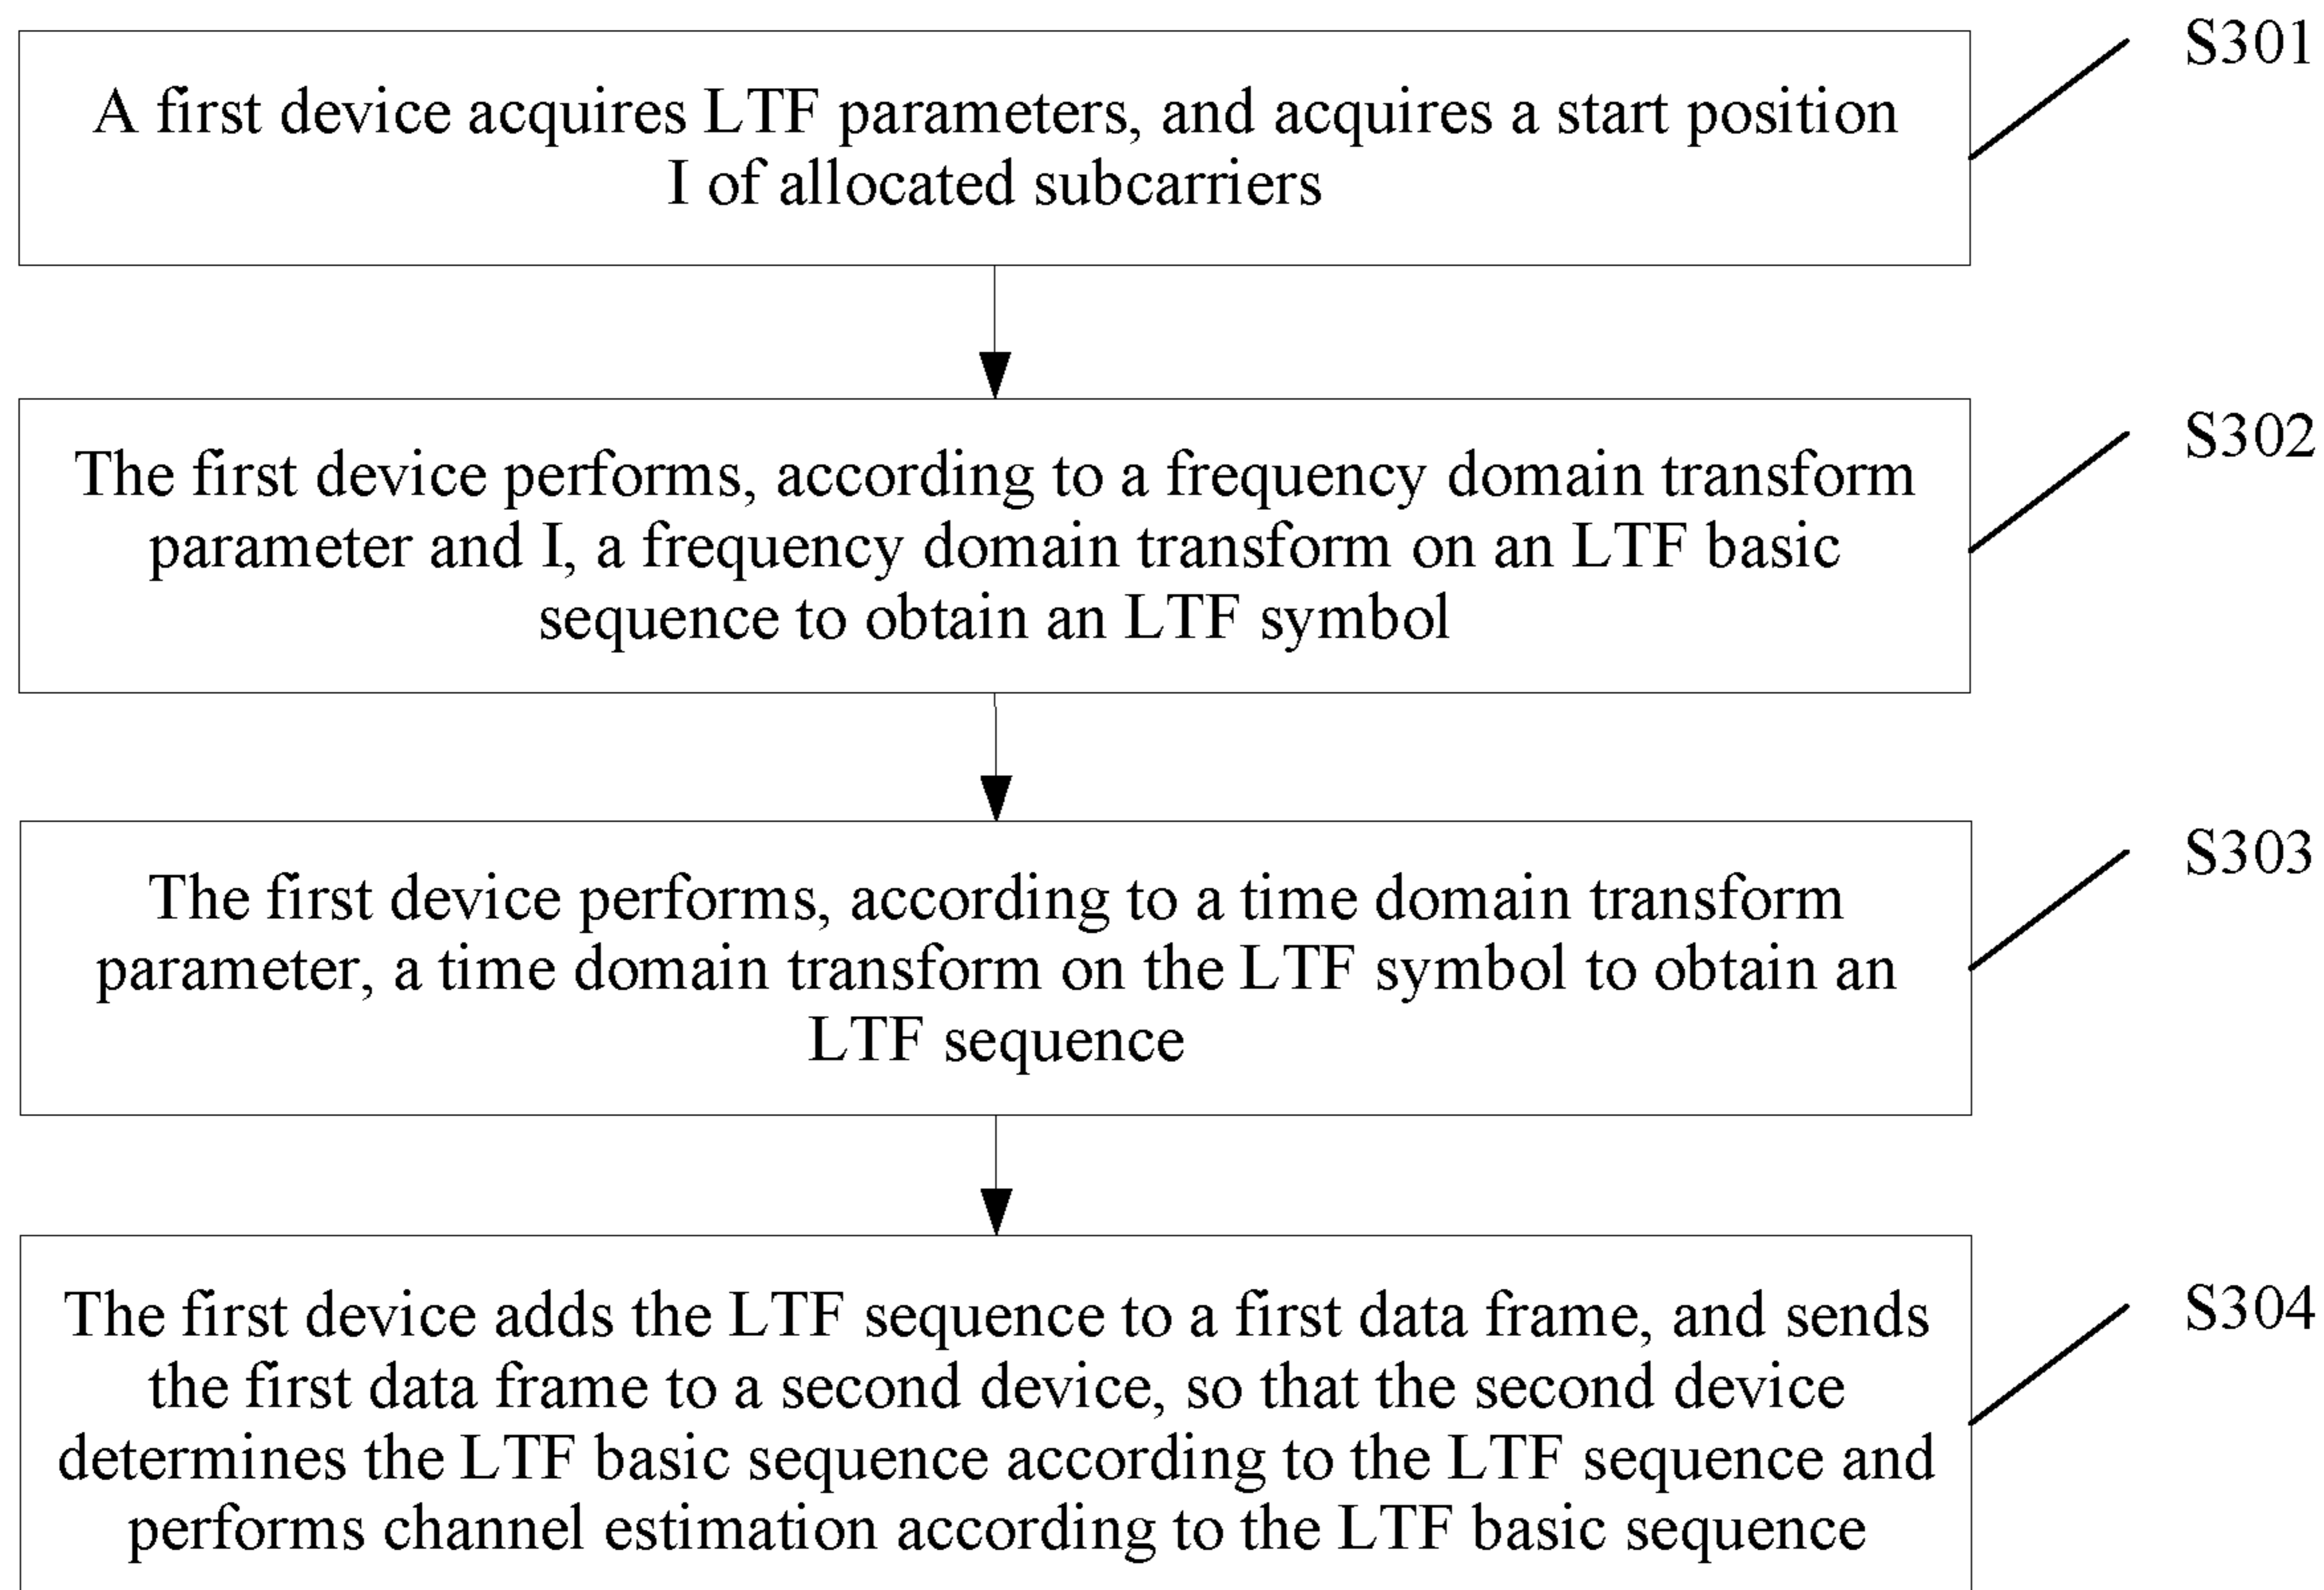 S301
A first device acquires LTF parameters, and acquires a start position
I of allocated subcarriers
S302
The first device performs, according to a frequency domain transform
parameter and I, a frequency domain transform on an LTF basic
sequence to obtain an LTF symbol
S303
The first device performs, according to a time domain transform
parameter, a time domain transform on the LTF symbol to obtain an
LTF sequence
S304
The first device adds the LTF sequence to a first data frame, and sends
the first data frame to a second device, so that the second device
determines the LTF basic sequence according to the LTF sequence and
performs channel estimation according to the LTF basic sequence